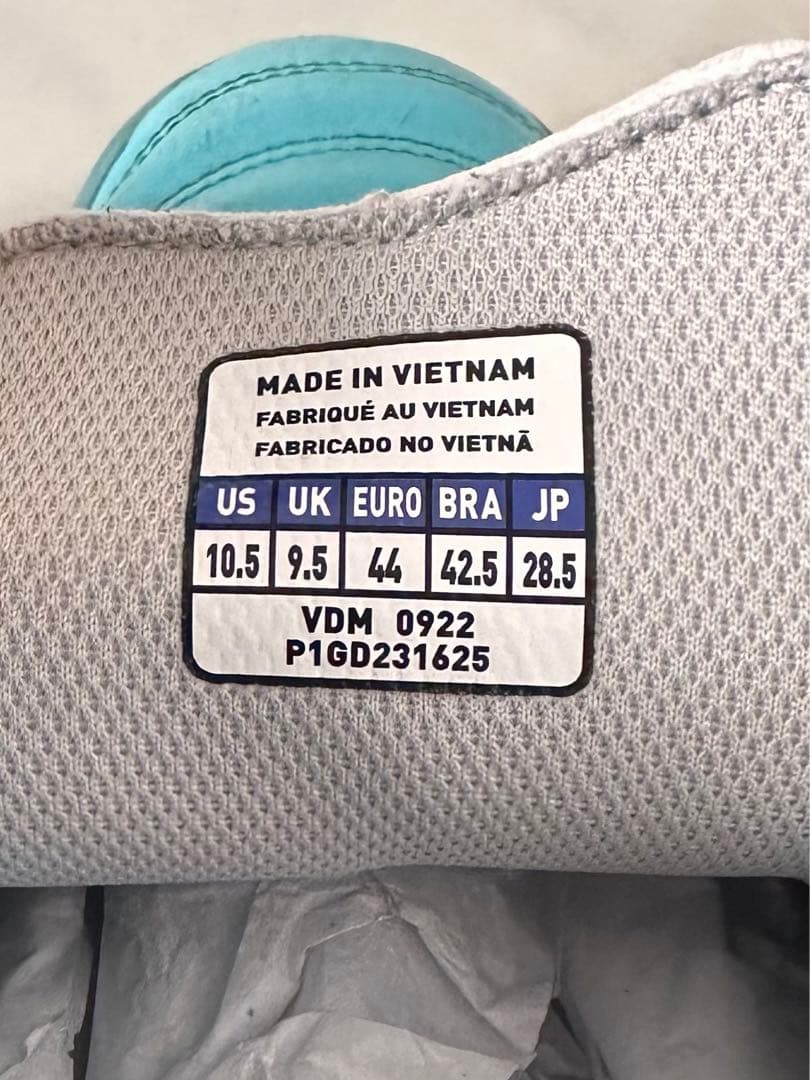 MADE IN VIETNAM
FABRIQUÉ AU VIETNAM
FABRICADO NO VIETNÃ
US UK EURO BRA JP
10.5 9.5 44 42.5 28.5
VDM 0922
P1GD231625